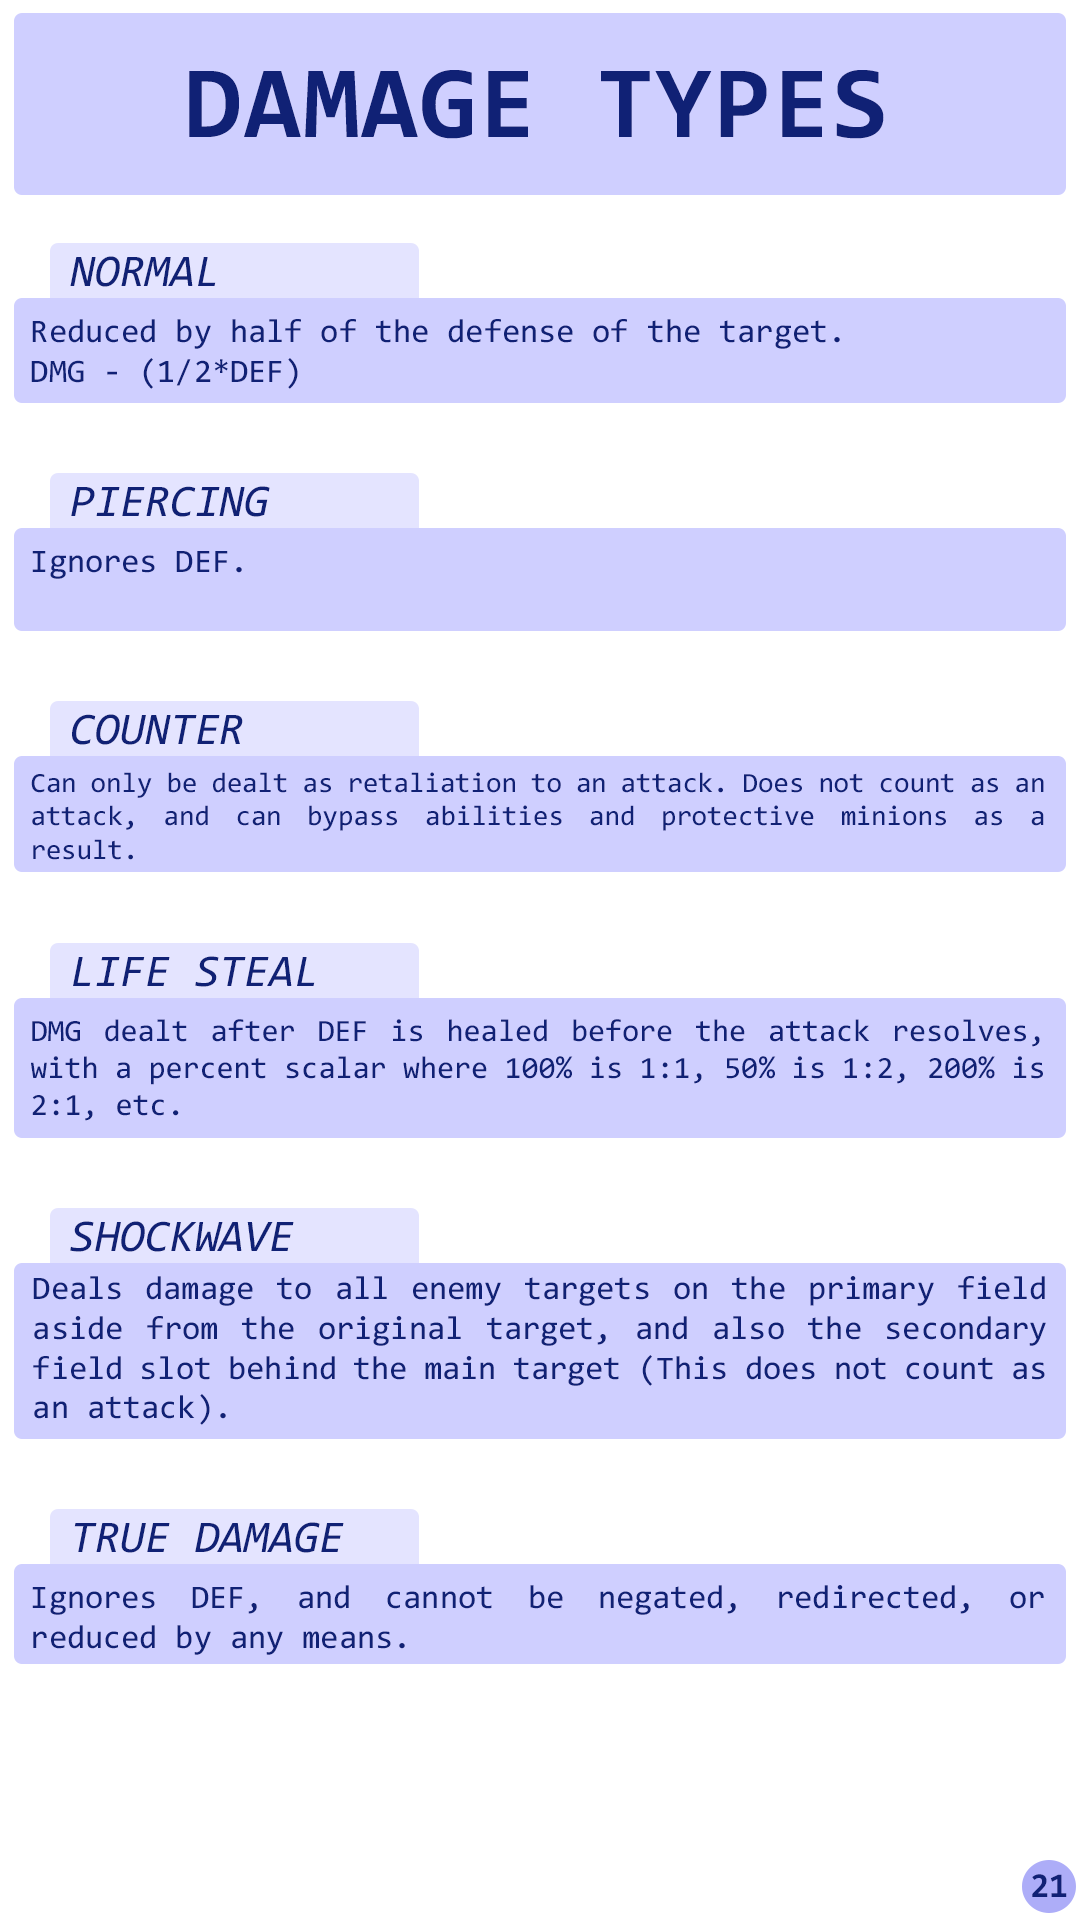 DAMAGE TYPES
NORMAL
Reduced by half of the defense of the target.
DMG - (1/2*DEF)
PIERCING
Ignores DEF.
COUNTER
Can only be dealt as retaliation to an attack. Does not count as an
attack, and can bypass abilities and protective minions as a
result.
LIFE STEAL
DMG dealt after DEF is healed before the attack resolves,
with a percent scalar where 100% is 1:1, 50% is 1:2, 200% is
2:1, etc.
SHOCKWAVE
Deals damage to all enemy targets on the primary field
aside from the original target, and also the secondary
field slot behind the main target (This does not count as
an attack).
TRUE DAMAGE
Ignores DEF, and cannot be negated, redirected, or
reduced by any means.
21